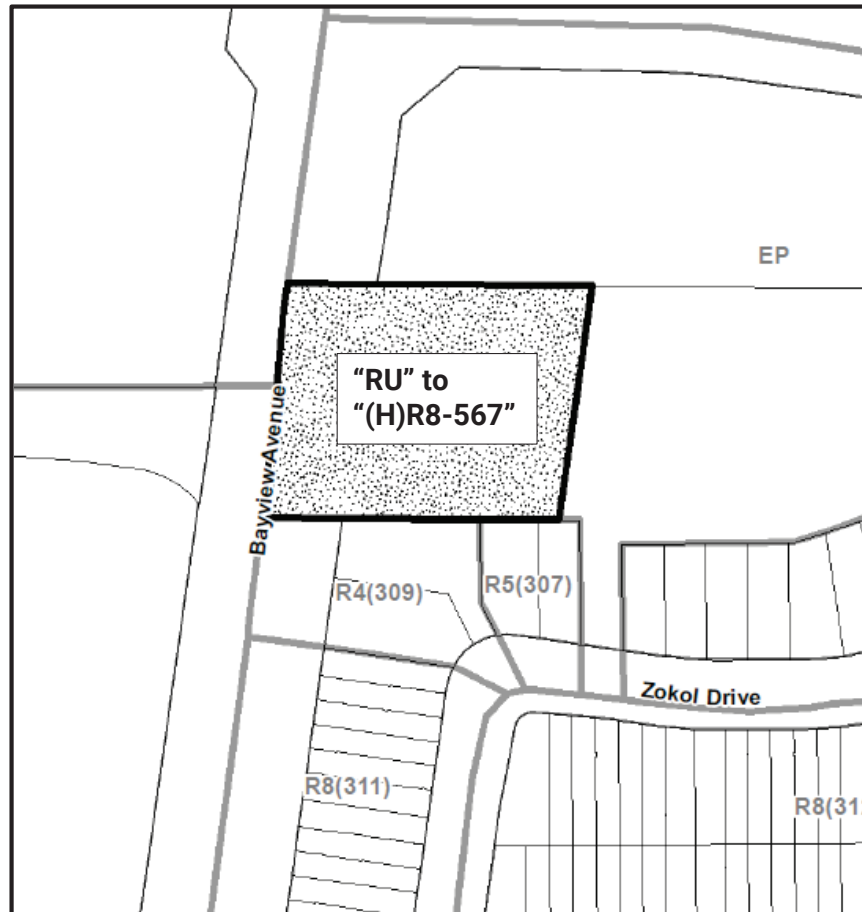 EP
“RU” to
“(H)R8-567”
Bayview Avenue
R4(309)
R5(307)
Zokol Drive
R8(311)